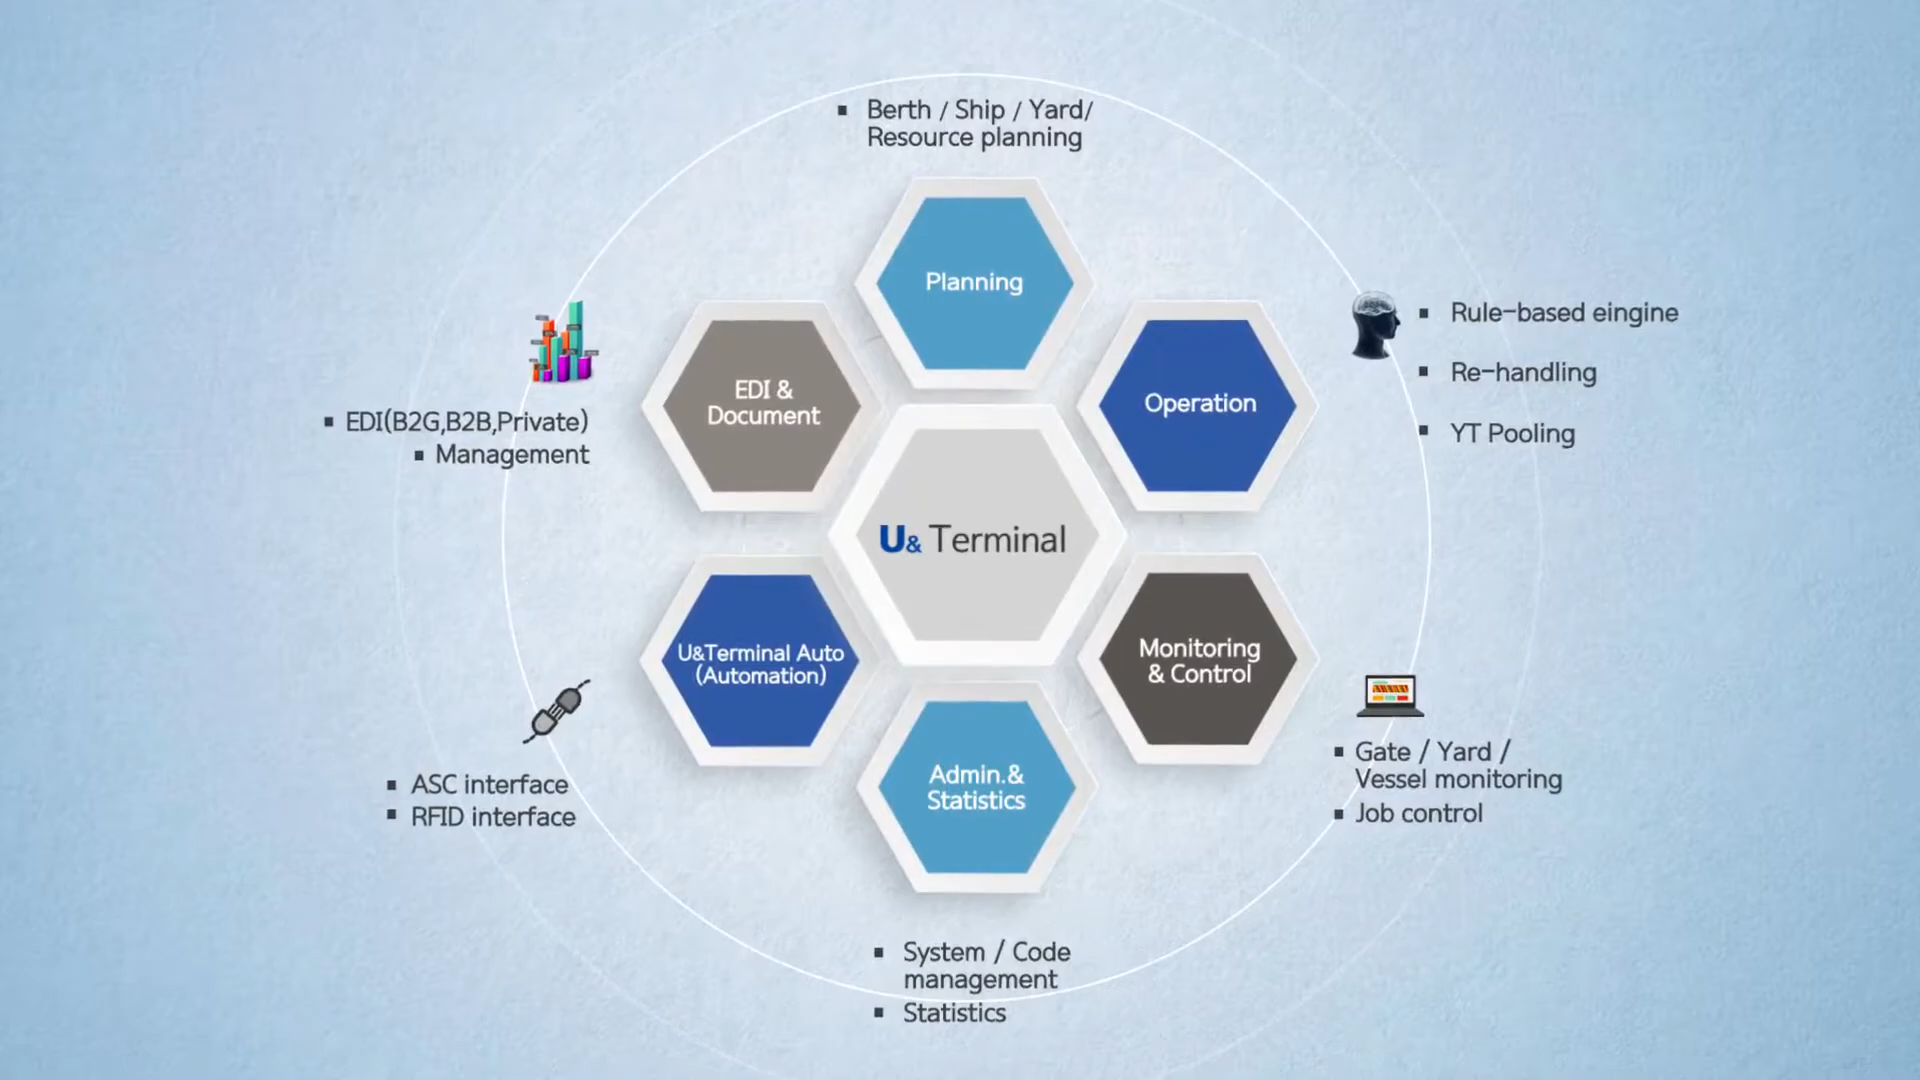 Berth / Ship / Yard/
Resource planning
Planning
Rule-based eingine
Re-handling
YT Pooling
Operation
EDI &
Document
EDI(B2G,B2B,Private)
Management
U& Terminal
U&Terminal Auto
(Automation)
Monitoring
& Control
ASC interface
RFID interface
Gate / Yard /
Vessel monitoring
Job control
Admin.&
Statistics
System / Code
management
Statistics